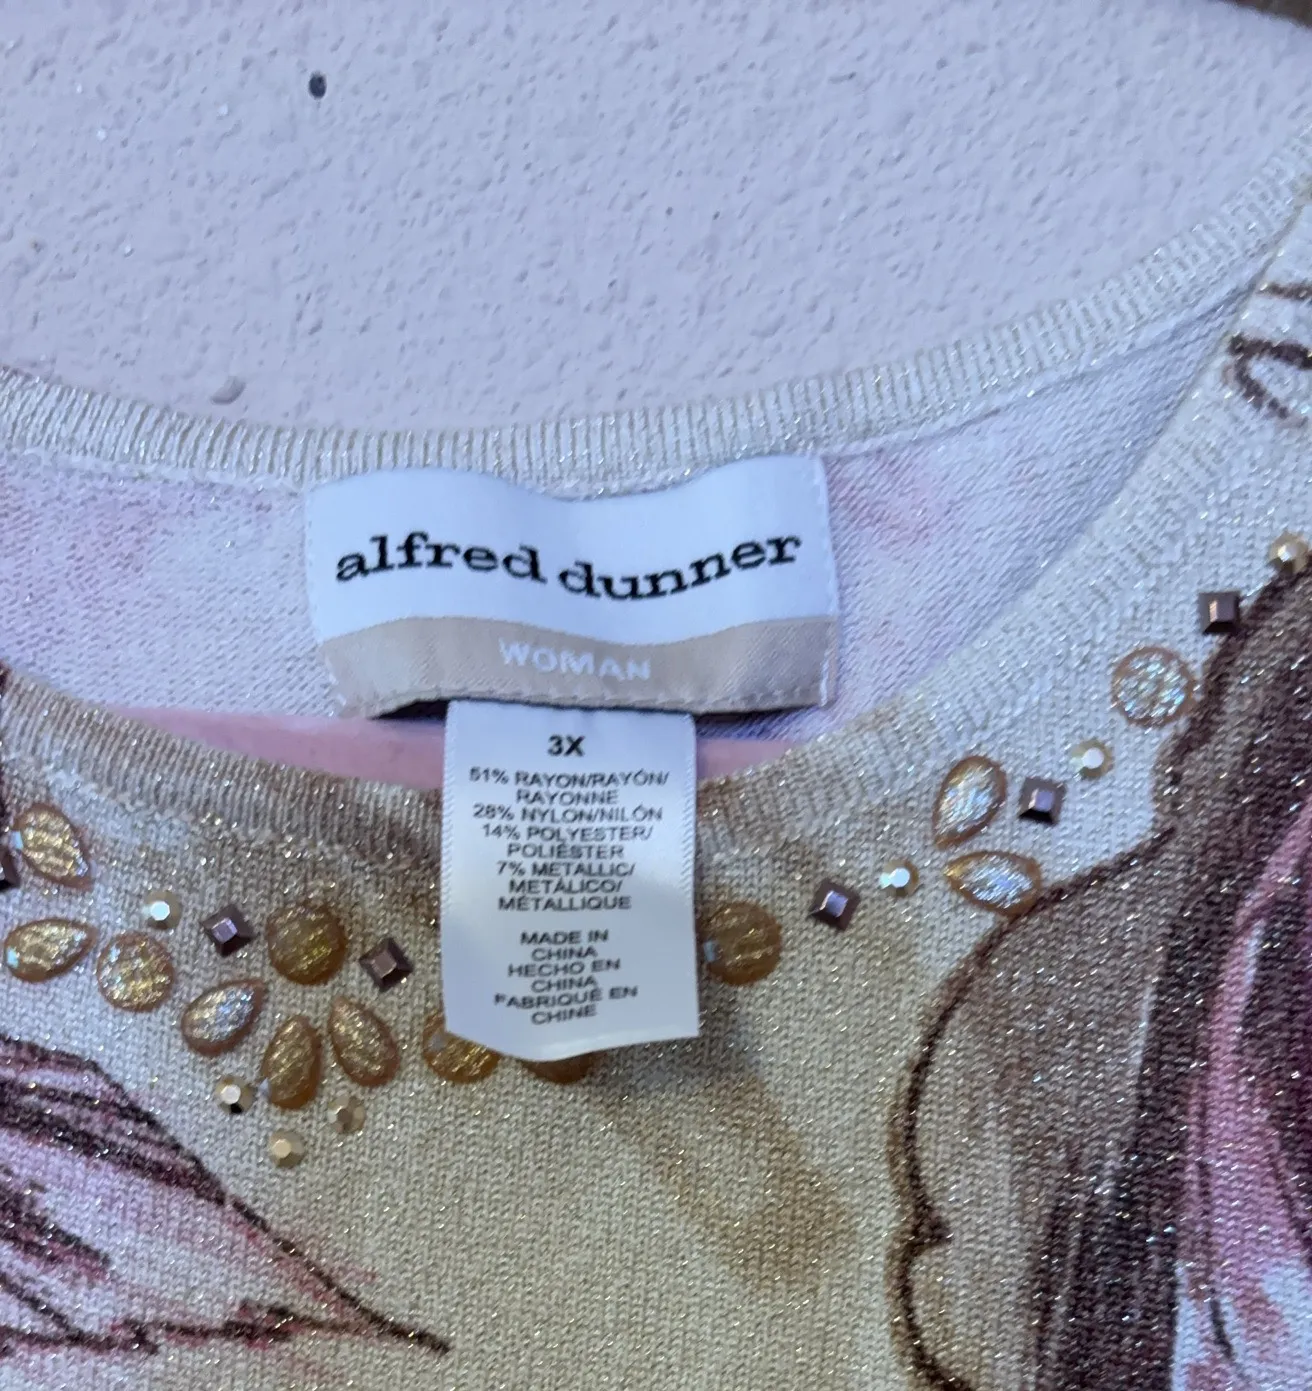 alfred dunner
WOMAN
3X
51% RAYON/RAYÓN/
RAYONNE
28% NYLON/NILÓN
14% POLYESTER/
POLIÉSTER
7% METALLIC/
METÁLICO/
MÉTALLIQUE
MADE IN
CHINA
HECHO EN
CHINA
FABRIQUÉ EN
CHINE